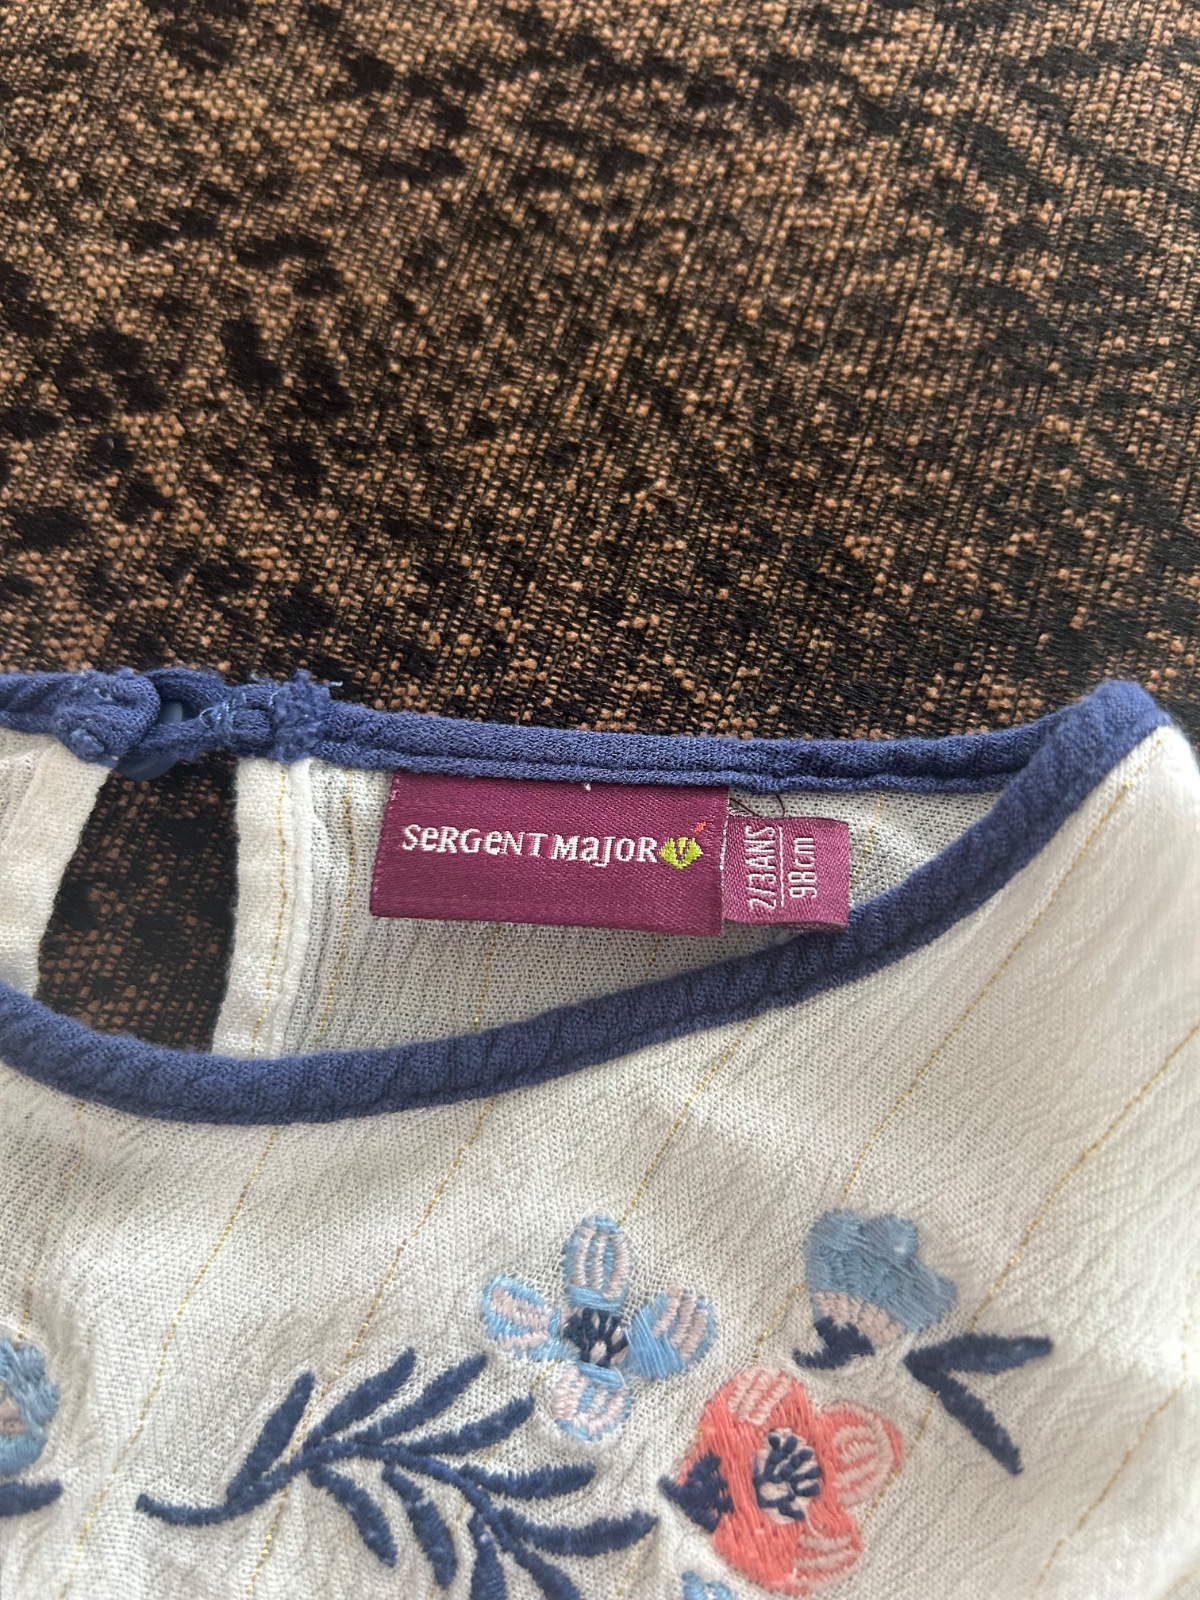 SeRGeNT MaJOR
2/3ANS
98cm